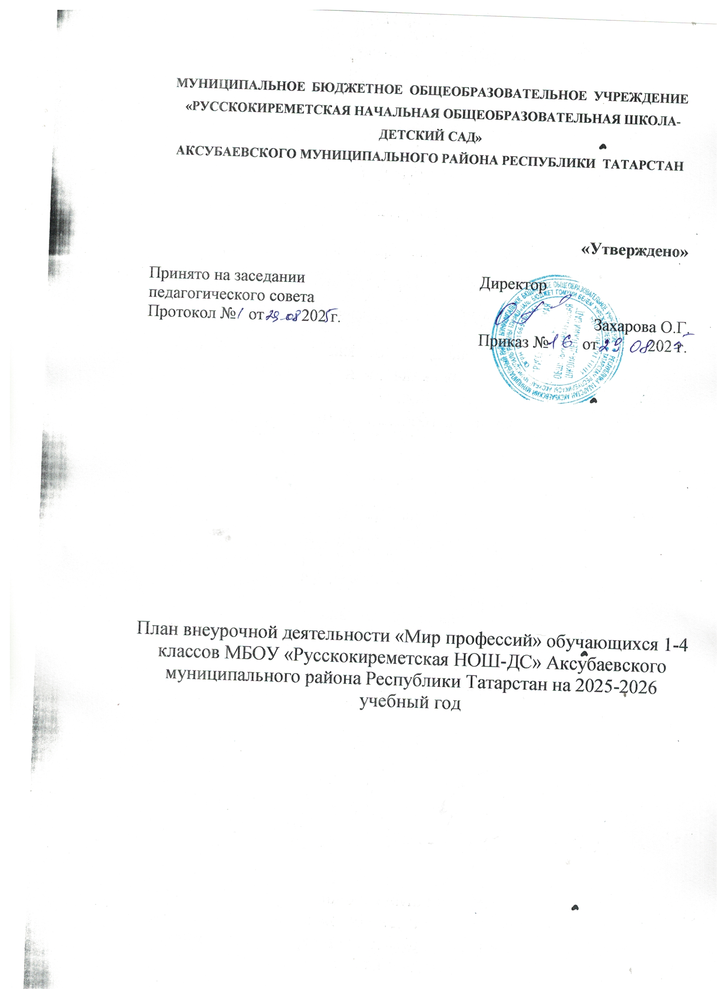 МУНИЦИПАЛЬНОЕ БЮДЖЕТНОЕ ОБЩЕОБРАЗОВАТЕЛЬНОЕ УЧРЕЖДЕНИЕ
«РУССКОКИРЕМЕТСКАЯ НАЧАЛЬНАЯ ОБЩЕОБРАЗОВАТЕЛЬНАЯ ШКОЛА-
ДЕТСКИЙ САД»
АКСУБАЕВСКОГО МУНИЦИПАЛЬНОГО РАЙОНА РЕСПУБЛИКИ ТАТАРСТАН
«Утверждено»
Принято на заседании
педагогического совета
Протокол №1 от 29 08 2025г.
Директор
Захарова О.Г.
Приказ №16 от 29 08 2025г.
План внеурочной деятельности «Мир профессий» обучающихся 1-4
классов МБОУ «Русскокиреметская НОШ-ДС» Аксубаевского
муниципального района Республики Татарстан на 2025-2026
учебный год